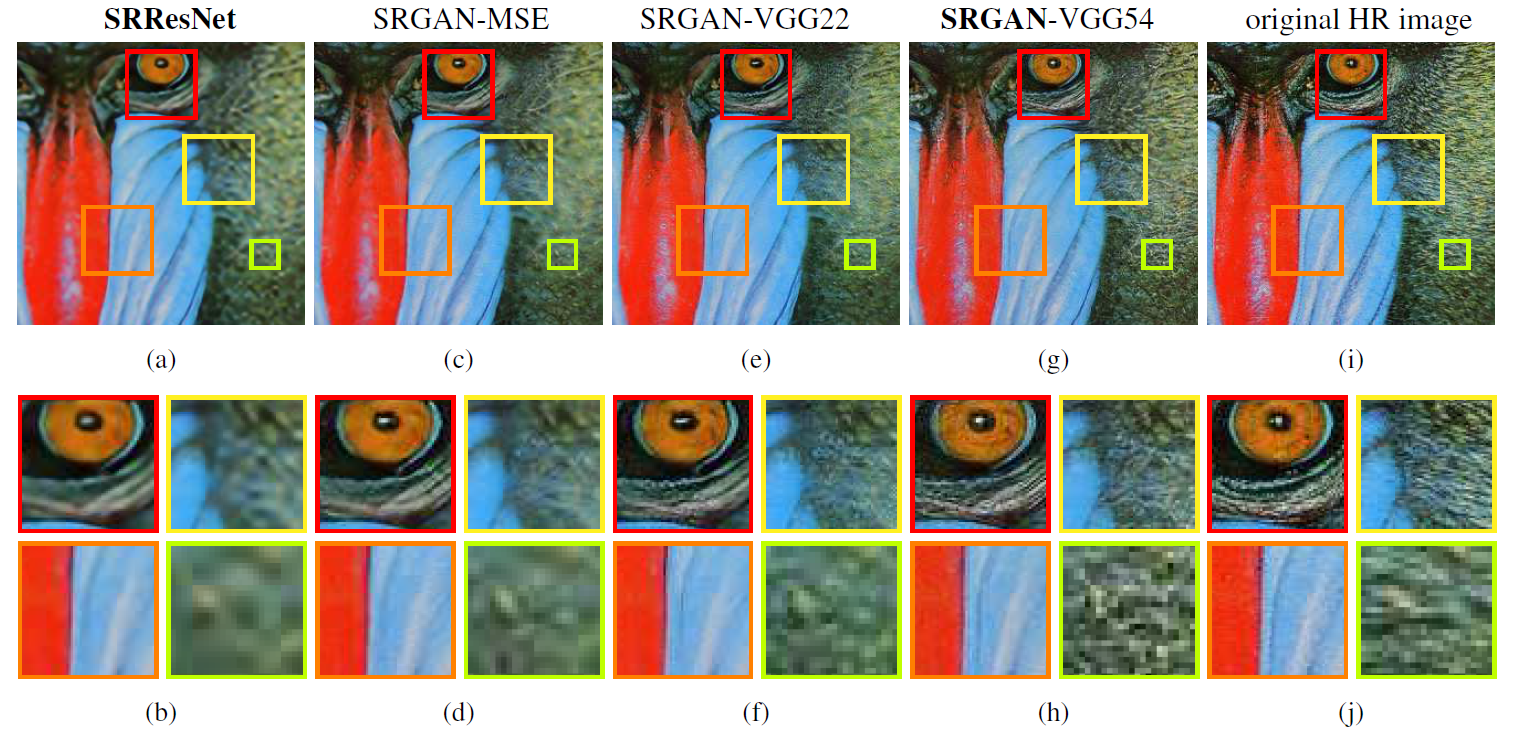 SRResNet SRGAN-MSE SRGAN-VGG22 SRGAN-VGG54 original HR image
(a) (c) (e) (g) (i)
(b) (d) (f) (h) (j)